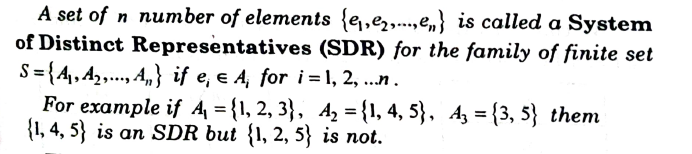 A set of n number of elements {e₁,e₂,...,eₙ} is called a System
of Distinct Representatives (SDR) for the family of finite set
S={A₁,A₂,...,Aₙ} if eᵢ ∈ Aᵢ for i=1, 2, ...n.
For example if A₁ = {1, 2, 3}, A₂ = {1, 4, 5}, A₃ = {3, 5} them
{1, 4, 5} is an SDR but {1, 2, 5} is not.